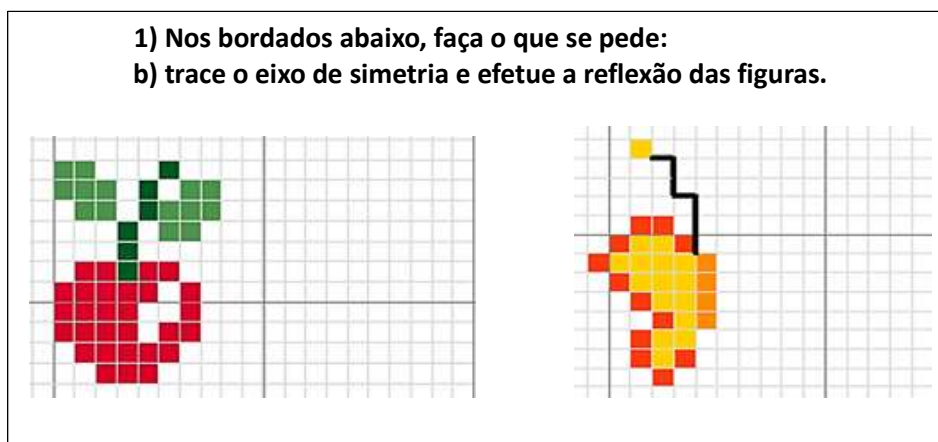 1) Nos bordados abaixo, faça o que se pede:
b) trace o eixo de simetria e efetue a reflexão das figuras.